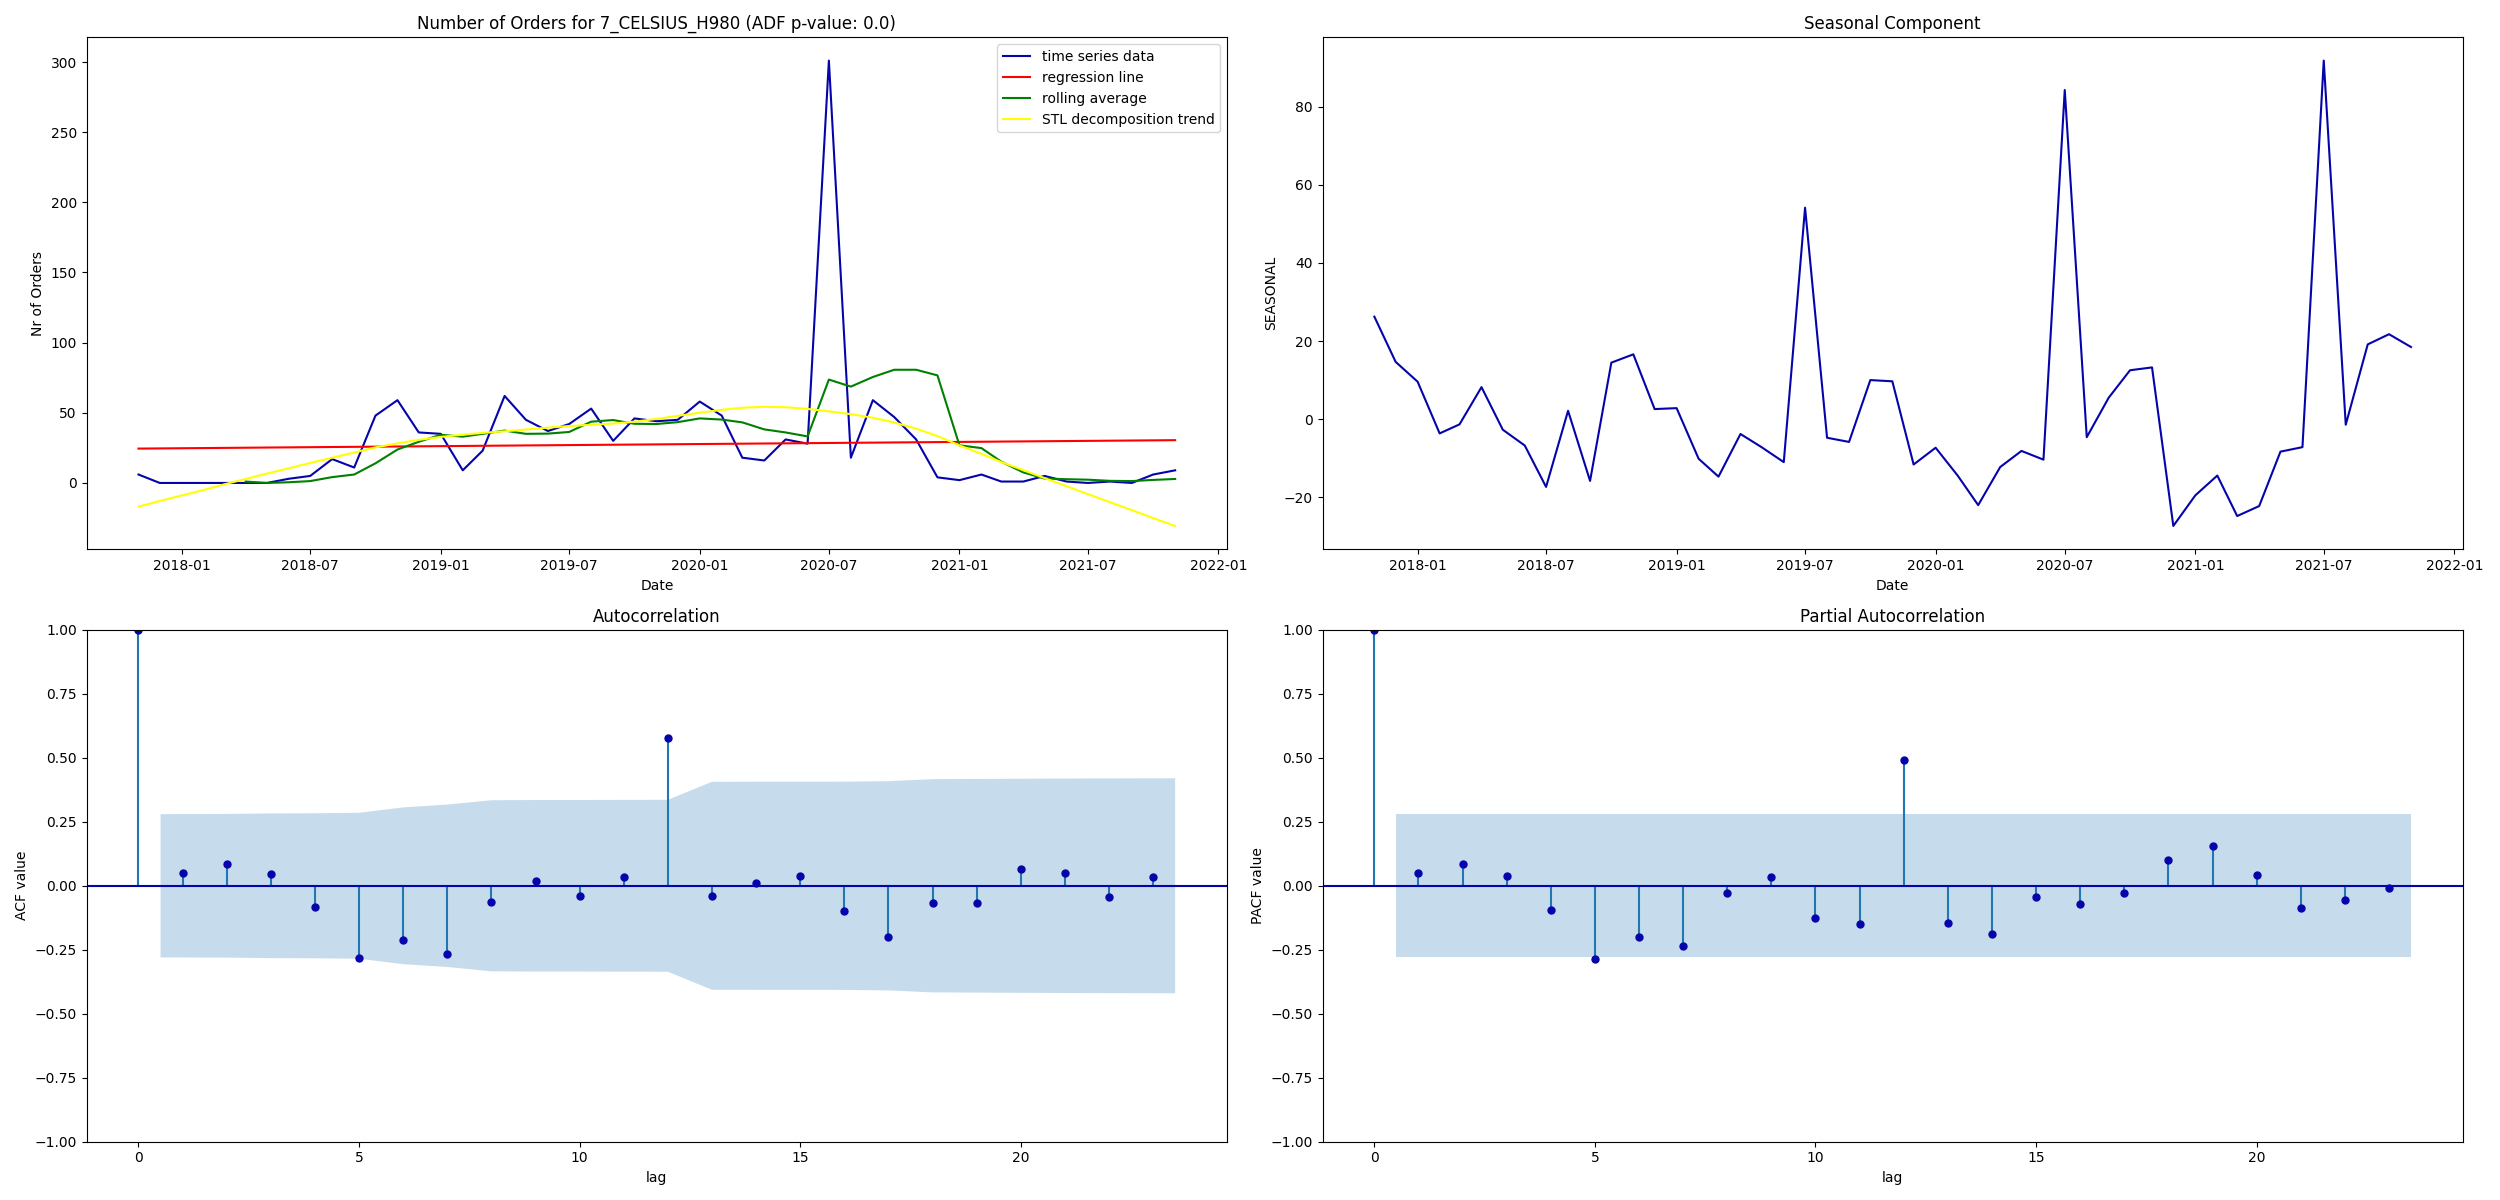 Number of Orders for 7_CELSIUS_H980 (ADF p-value: 0.0)
time series data
regression line
rolling average
STL decomposition trend
300
250
200
150
100
50
0
Nr of Orders
2018-01 2018-07 2019-01 2019-07 2020-01 2020-07 2021-01 2021-07 2022-01
Date
Seasonal Component
80
60
40
20
0
−20
SEASONAL
2018-01 2018-07 2019-01 2019-07 2020-01 2020-07 2021-01 2021-07 2022-01
Date
Autocorrelation
1.00
0.75
0.50
0.25
0.00
−0.25
−0.50
−0.75
−1.00
ACF value
0 5 10 15 20
lag
Partial Autocorrelation
1.00
0.75
0.50
0.25
0.00
−0.25
−0.50
−0.75
−1.00
PACF value
0 5 10 15 20
lag